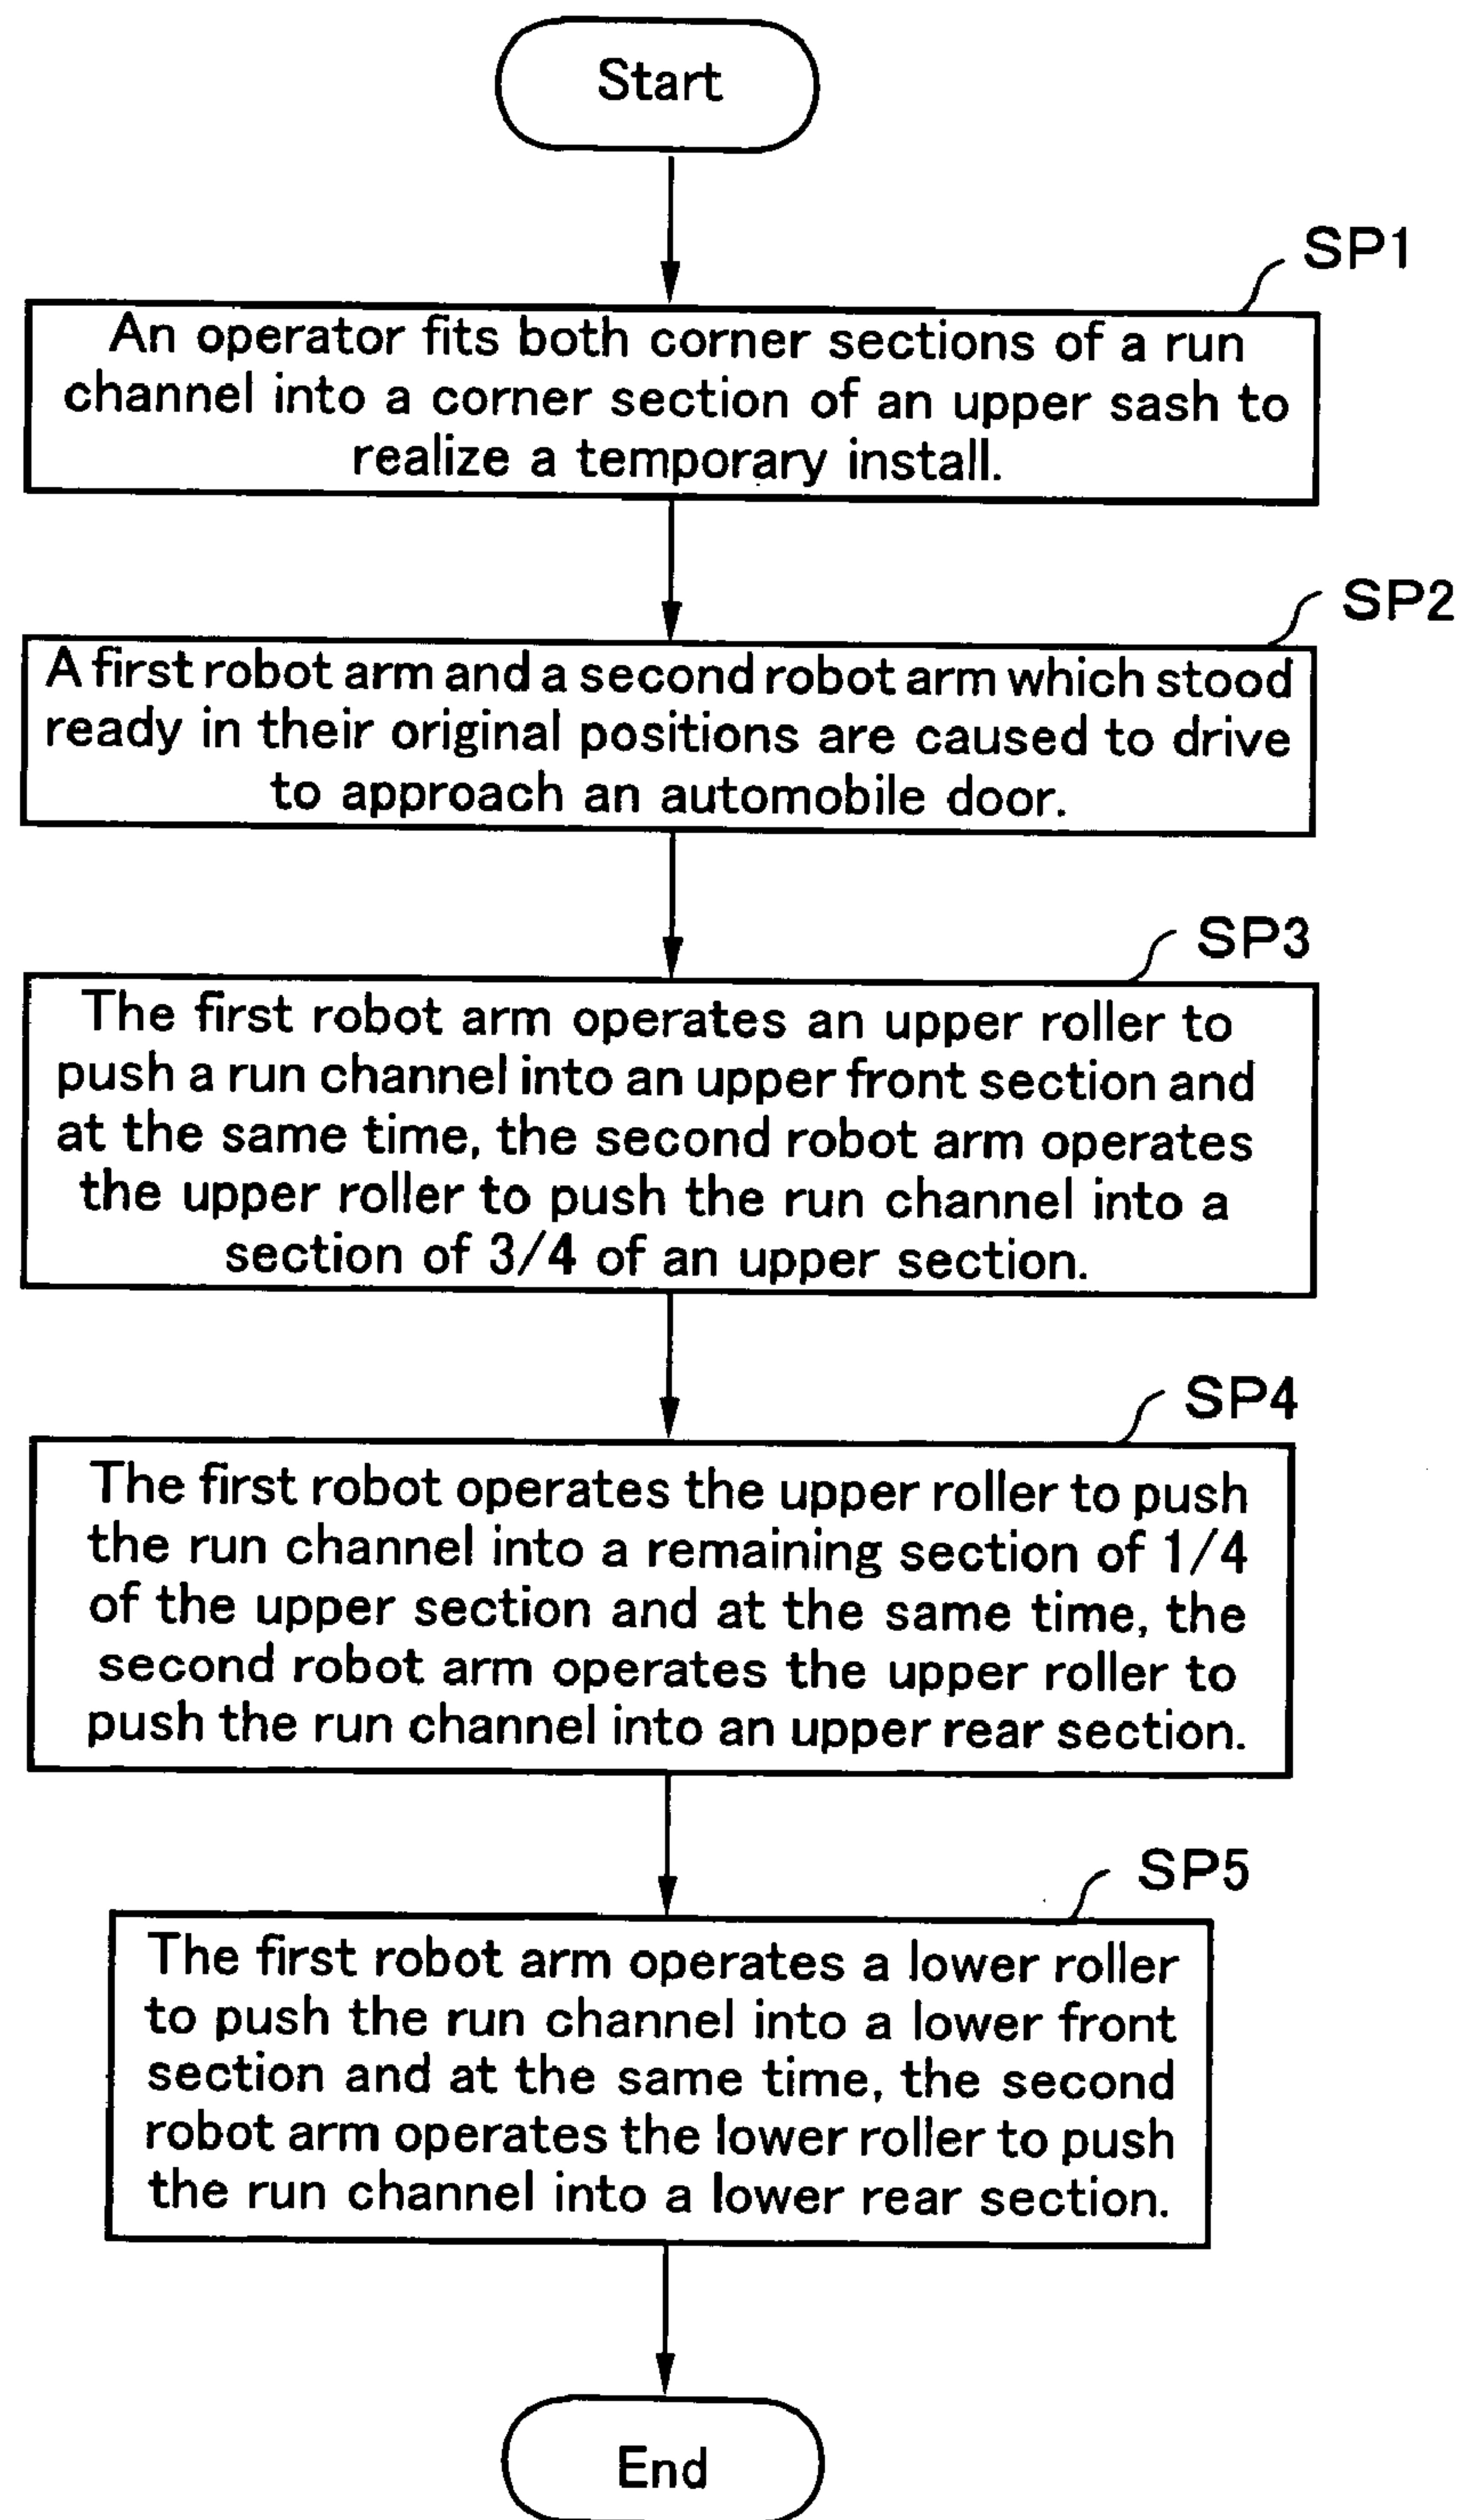 Start
SP1
An operator fits both corner sections of a run
channel into a corner section of an upper sash to
realize a temporary install.
SP2
A first robot arm and a second robot arm which stood
ready in their original positions are caused to drive
to approach an automobile door.
SP3
The first robot arm operates an upper roller to
push a run channel into an upper front section and
at the same time, the second robot arm operates
the upper roller to push the run channel into a
section of 3/4 of an upper section.
SP4
The first robot operates the upper roller to push
the run channel into a remaining section of 1/4
of the upper section and at the same time, the
second robot arm operates the upper roller to
push the run channel into an upper rear section.
SP5
The first robot arm operates a lower roller
to push the run channel into a lower front
section and at the same time, the second
robot arm operates the lower roller to push
the run channel into a lower rear section.
End